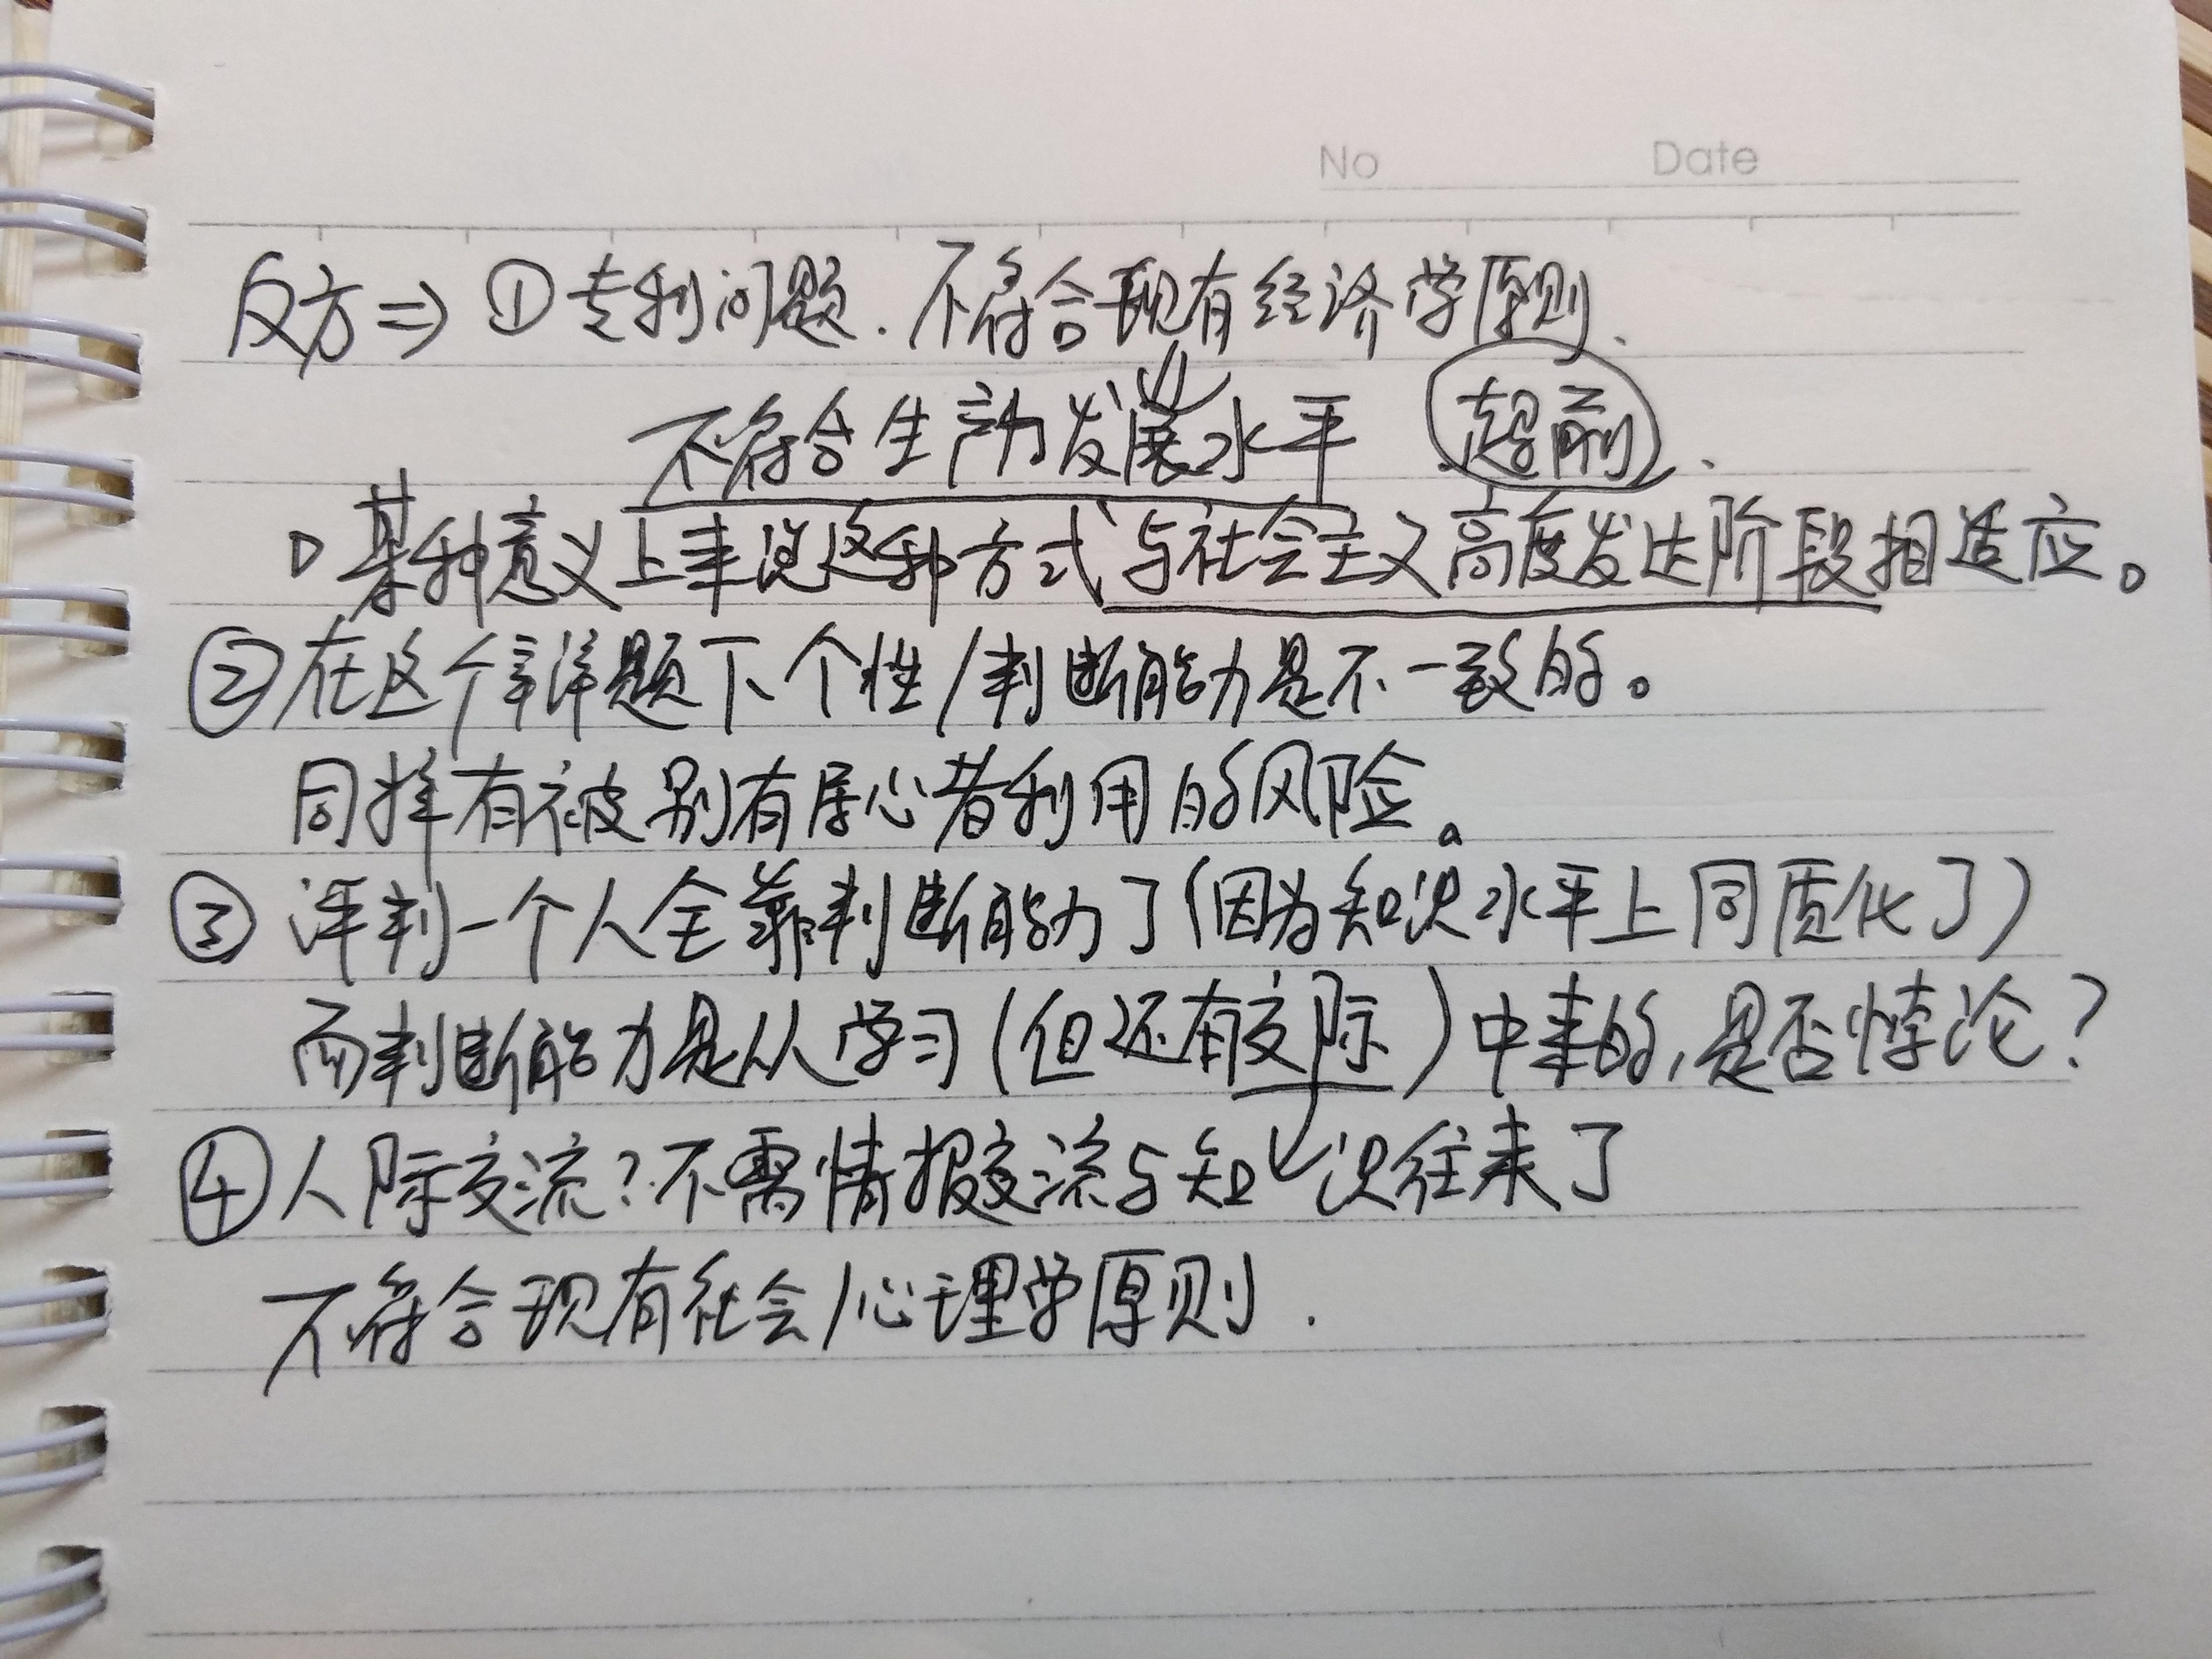 No Date
反方⇒ ①专利问题.不符合现有经济学原则.
不符合生产力发展水平 超前.
某种意义上来说这种方式与社会主义高度发达阶段相适应。
②在这个辩题下个性/判断能力是不一致的。
同样有被别有居心者利用的风险。
③ 评判一个人全靠判断能力了(因为知识水平上同质化了)
而判断能力是从学习(但还有交际)中来的,是否悖论?
④人际交流?不需情报交流与知识往来了
不符合现有社会/心理学原则.